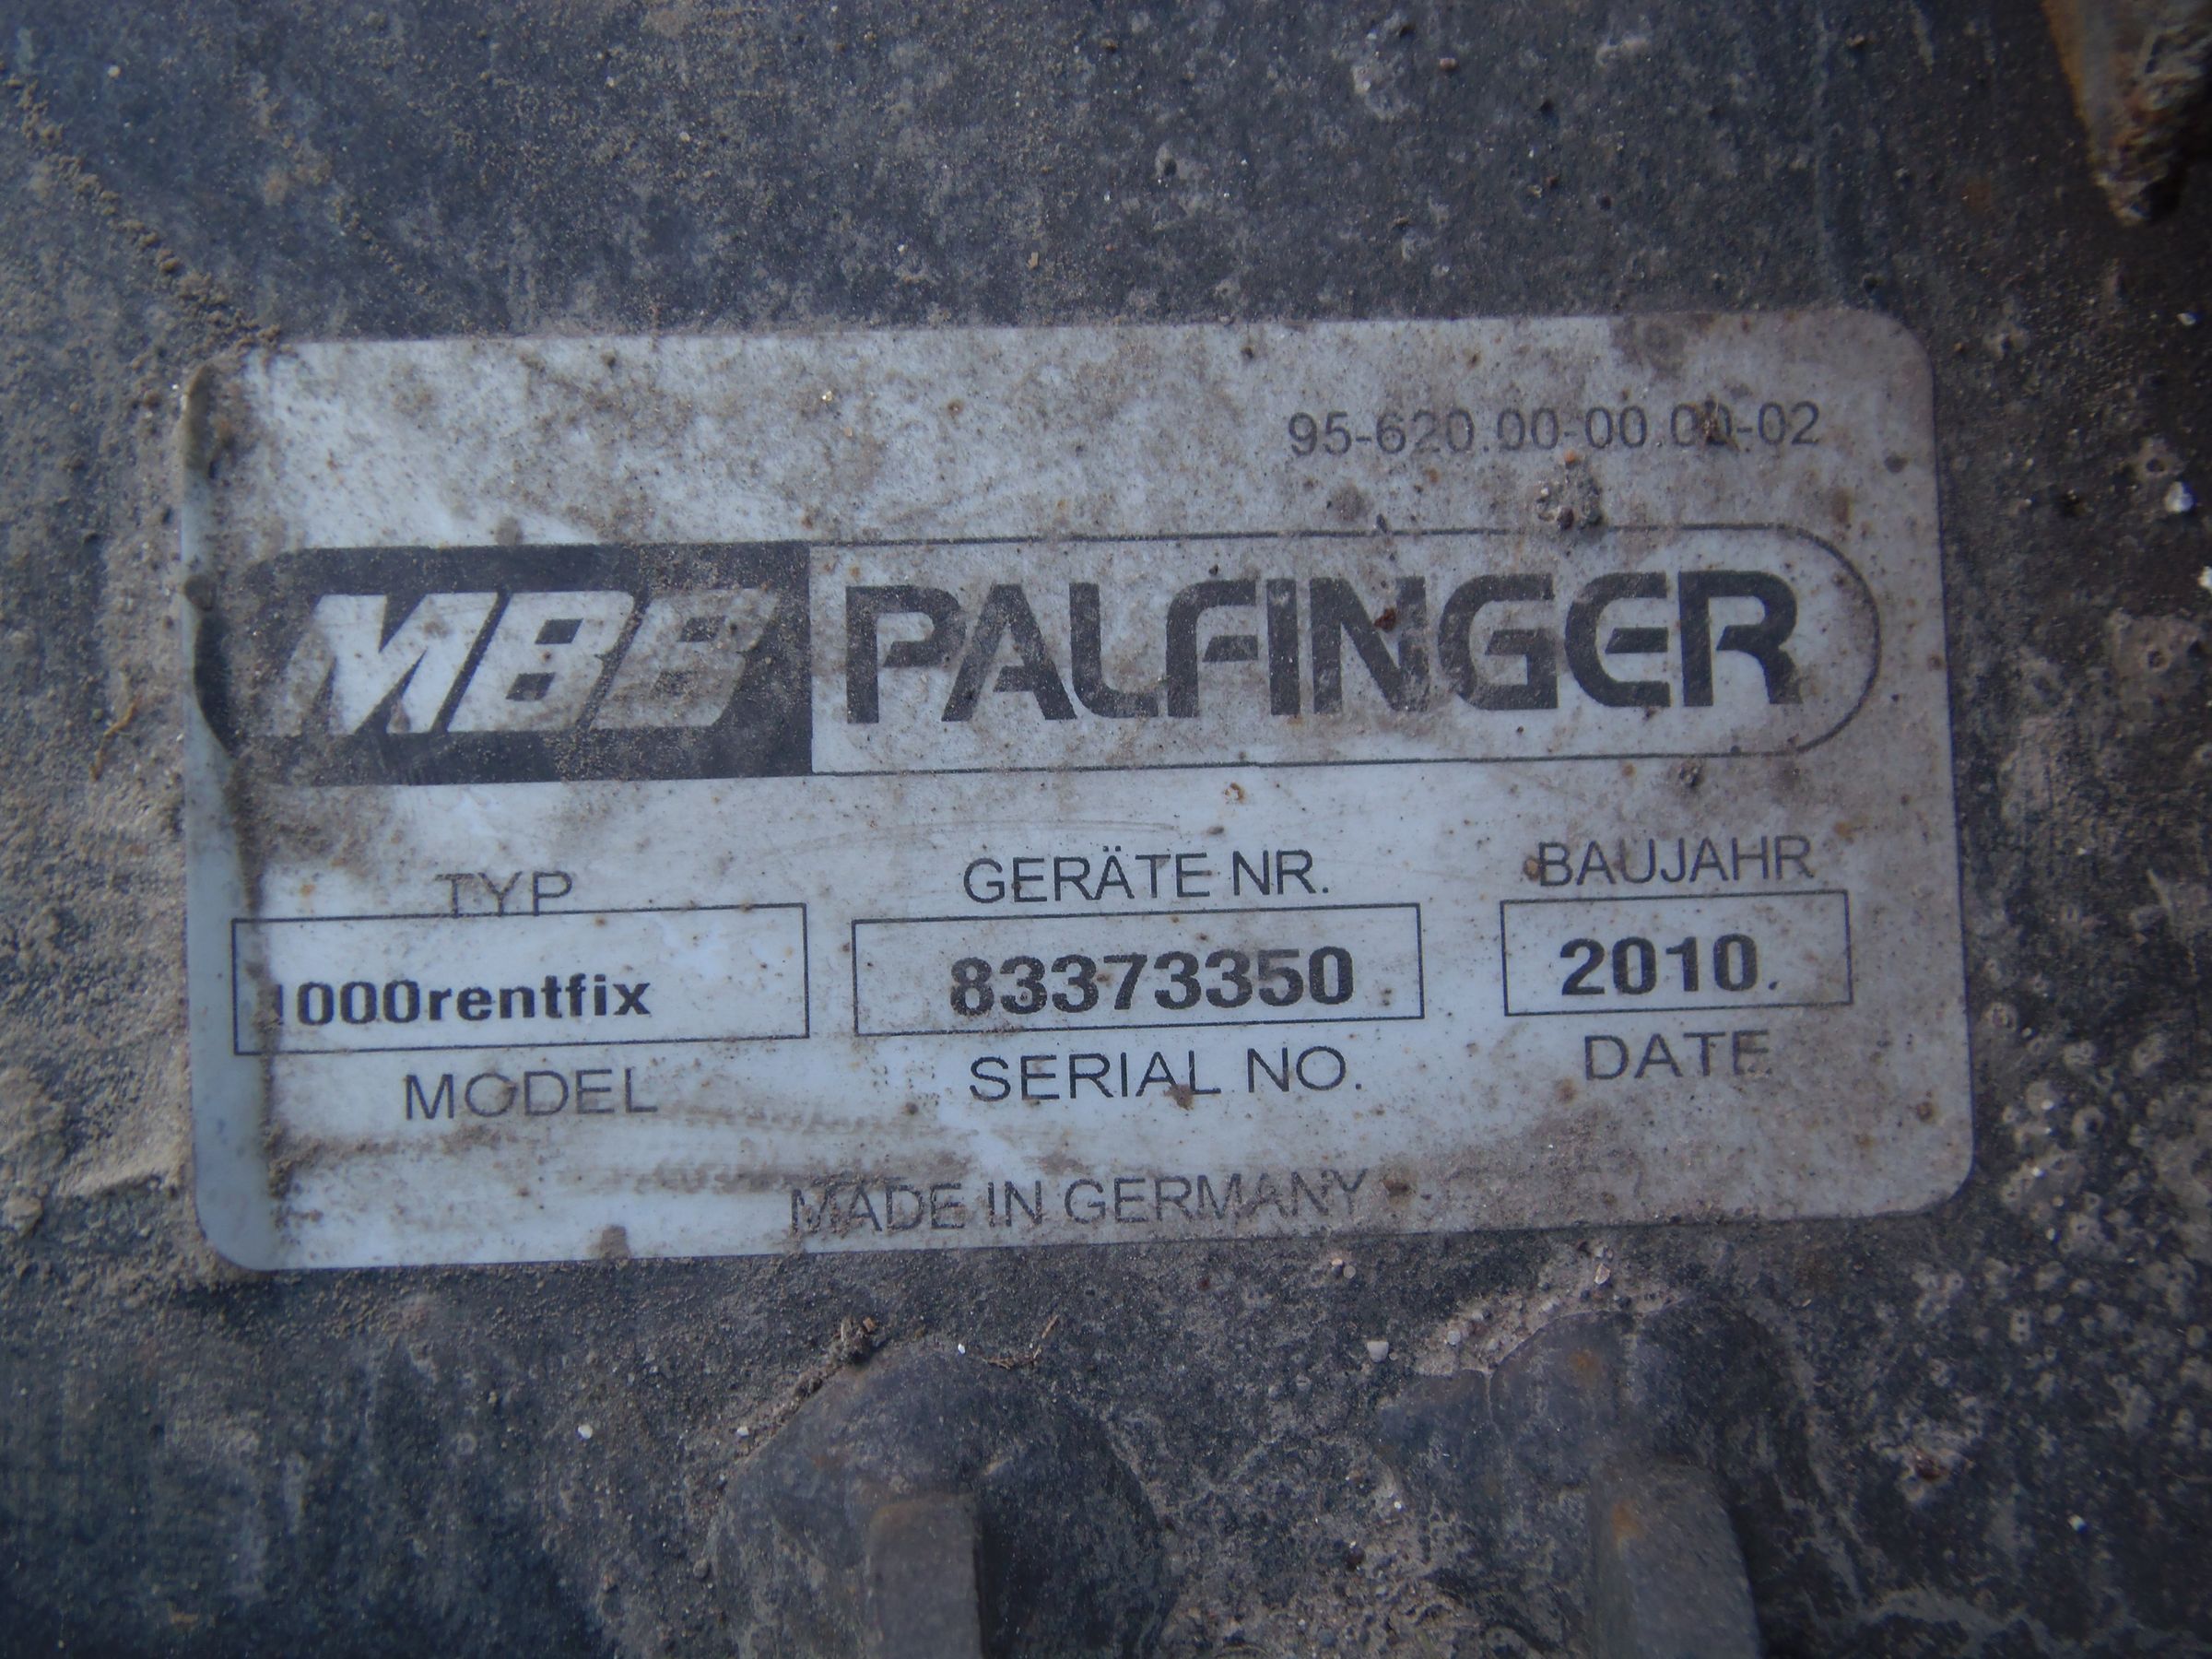 95-620.00-00.00-02
MBB PALFINGER
TYP GERÄTE NR. BAUJAHR
1000rentfix 83373350 2010.
MODEL SERIAL NO. DATE
MADE IN GERMANY